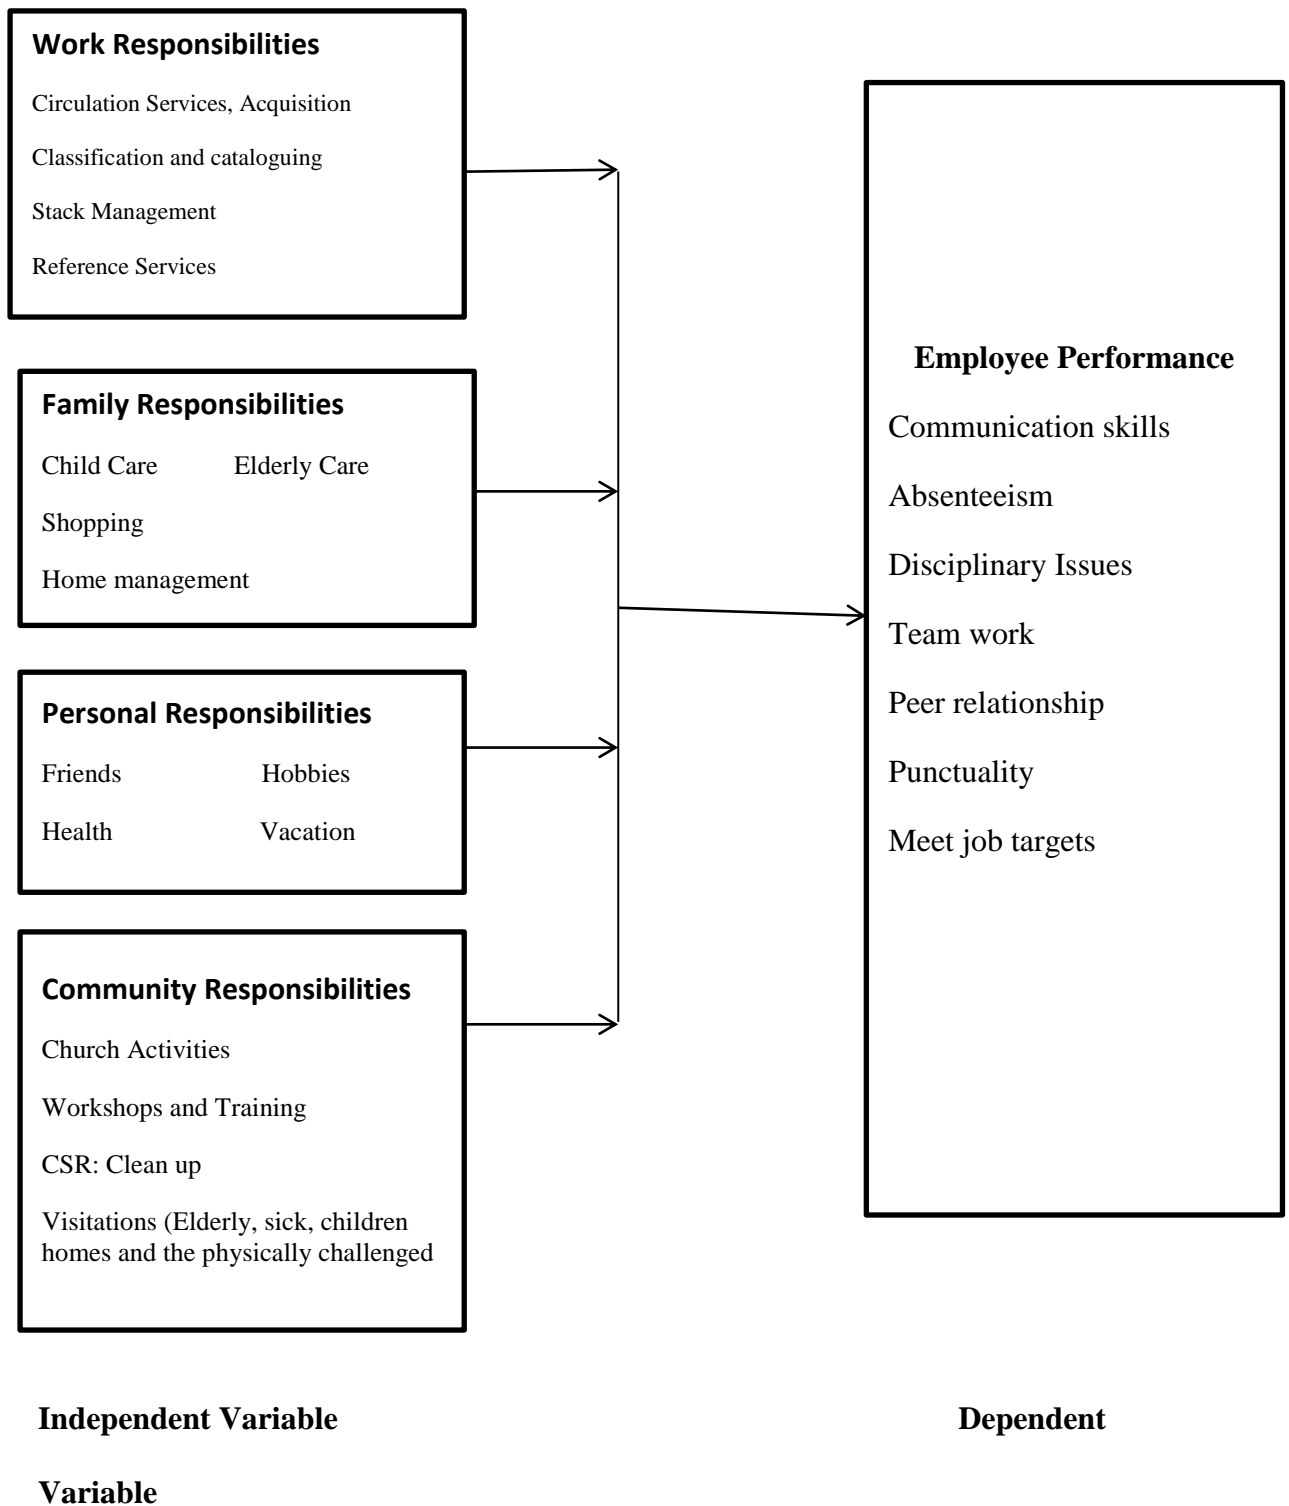 Work Responsibilities
Circulation Services, Acquisition
Classification and cataloguing
Stack Management
Reference Services
Family Responsibilities
Child Care Elderly Care
Shopping
Home management
Personal Responsibilities
Friends Hobbies
Health Vacation
Community Responsibilities
Church Activities
Workshops and Training
CSR: Clean up
Visitations (Elderly, sick, children
homes and the physically challenged
Employee Performance
Communication skills
Absenteeism
Disciplinary Issues
Team work
Peer relationship
Punctuality
Meet job targets
Independent Variable Dependent
Variable